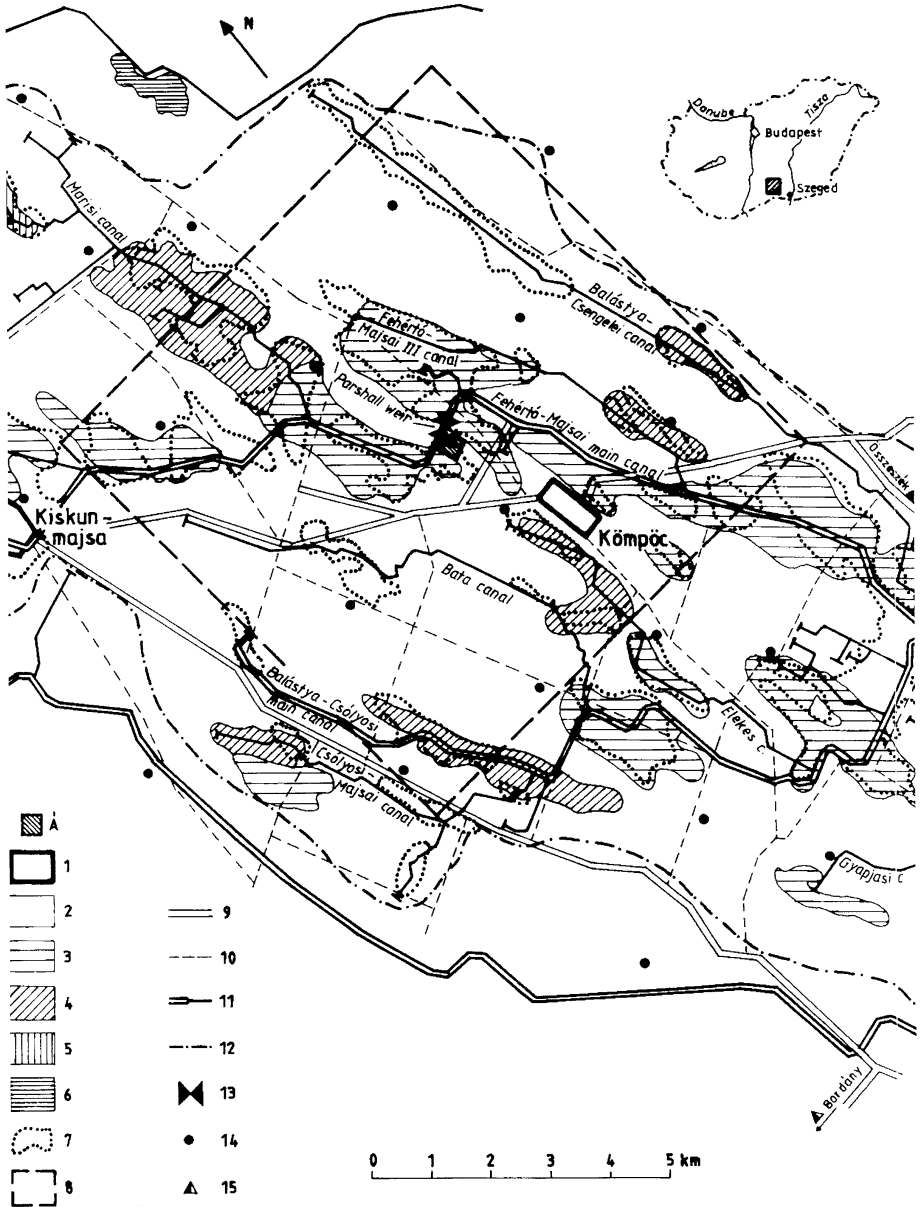 N
Danube
Tisza
Budapest
Szeged
Marisi canal
Balástya-
Csengelei canal
Fehértó-
Majsai III canal
Parshall weir
Fehértó-Majsai main canal
Összesék
Kiskun-
majsa
Kömpöc
Bata canal
Balástya-Csólyosi
main canal
Csólyosi-
Majsai canal
Elekes c.
Gyapjasi c
Bordány
A
1
2
3
4
5
6
7
8
9
10
11
12
13
14
15
0 1 2 3 4 5 km